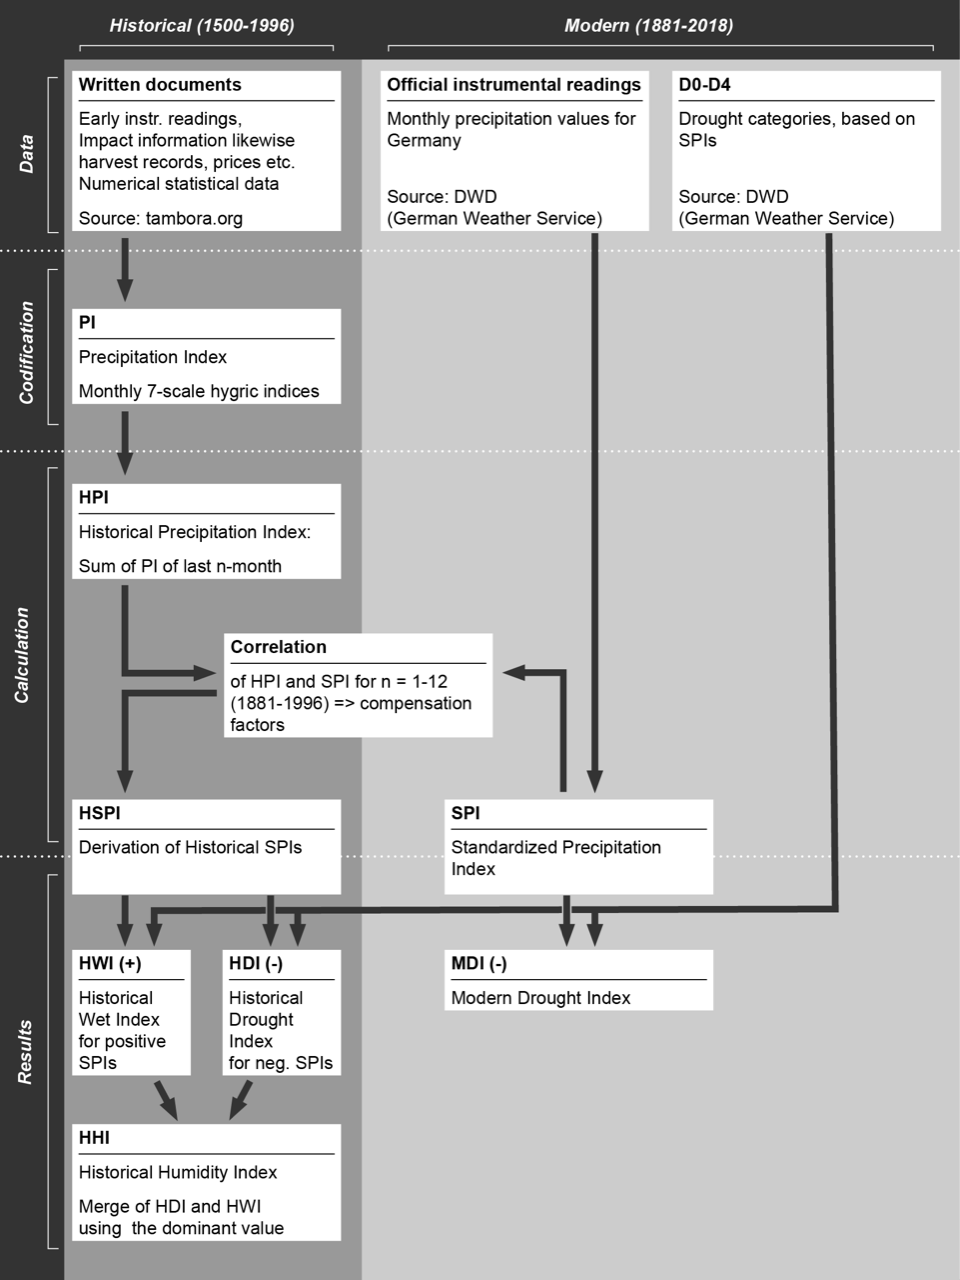 Historical (1500-1996)
Modern (1881-2018)
Data
Written documents
Early instr. readings,
Impact information likewise
harvest records, prices etc.
Numerical statistical data
Source: tambora.org
Official instrumental readings
Monthly precipitation values for
Germany
Source: DWD
(German Weather Service)
D0-D4
Drought categories, based on
SPIs
Source: DWD
(German Weather Service)
Codification
PI
Precipitation Index
Monthly 7-scale hygric indices
Calculation
HPI
Historical Precipitation Index:
Sum of PI of last n-month
Correlation
of HPI and SPI for n = 1-12
(1881-1996) => compensation
factors
HSPI
Derivation of Historical SPIs
SPI
Standardized Precipitation
Index
Results
HWI (+)
Historical
Wet Index
for positive
SPIs
HDI (-)
Historical
Drought
Index
for neg. SPIs
MDI (-)
Modern Drought Index
HHI
Historical Humidity Index
Merge of HDI and HWI
using  the dominant value